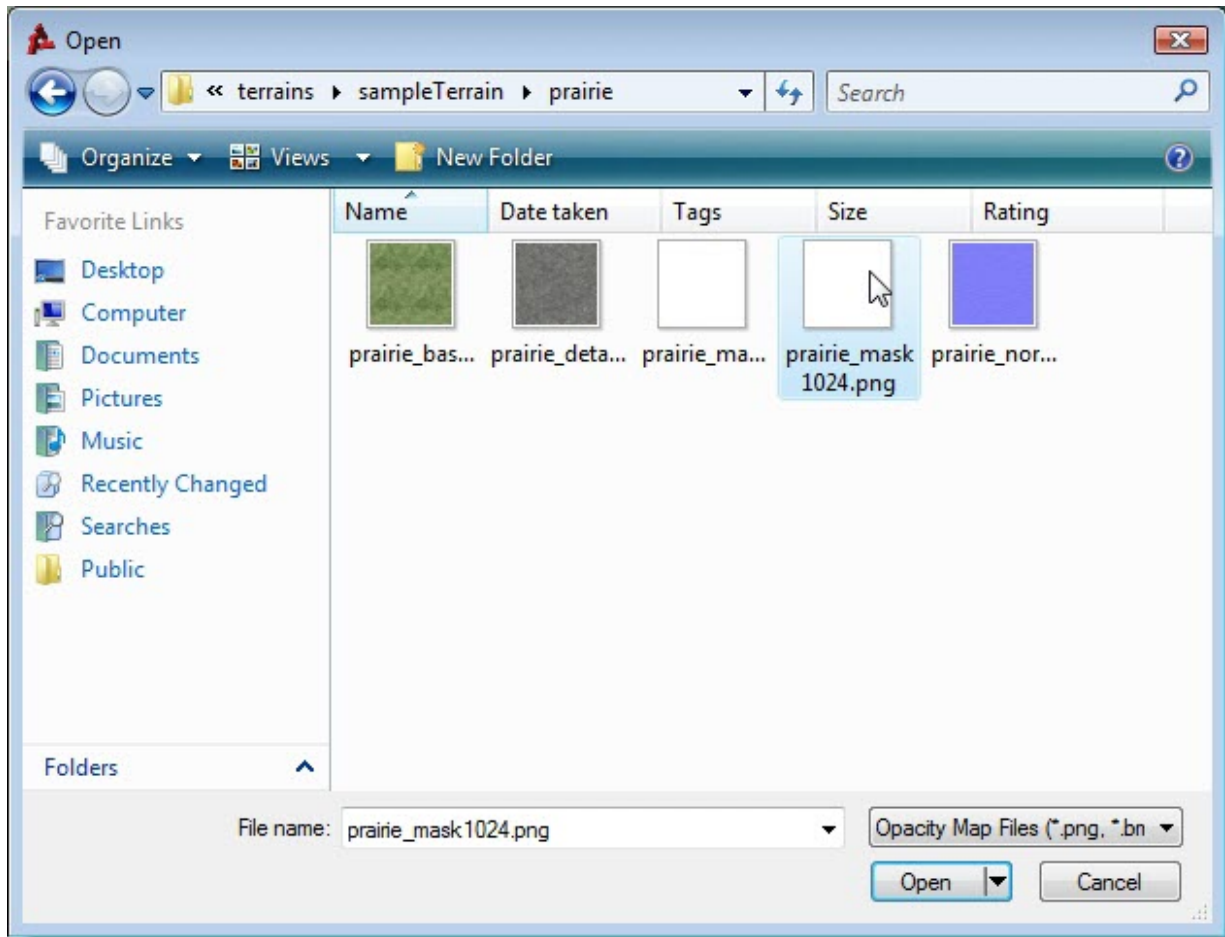 Open
« terrains ▸ sampleTerrain ▸ prairie
Search
Organize Views New Folder
Favorite Links
Desktop
Computer
Documents
Pictures
Music
Recently Changed
Searches
Public
Folders
Name Date taken Tags Size Rating
prairie_bas... prairie_deta... prairie_ma... prairie_mask prairie_nor...
1024.png
File name: prairie_mask1024.png Opacity Map Files (*.png, *.bn
Open Cancel